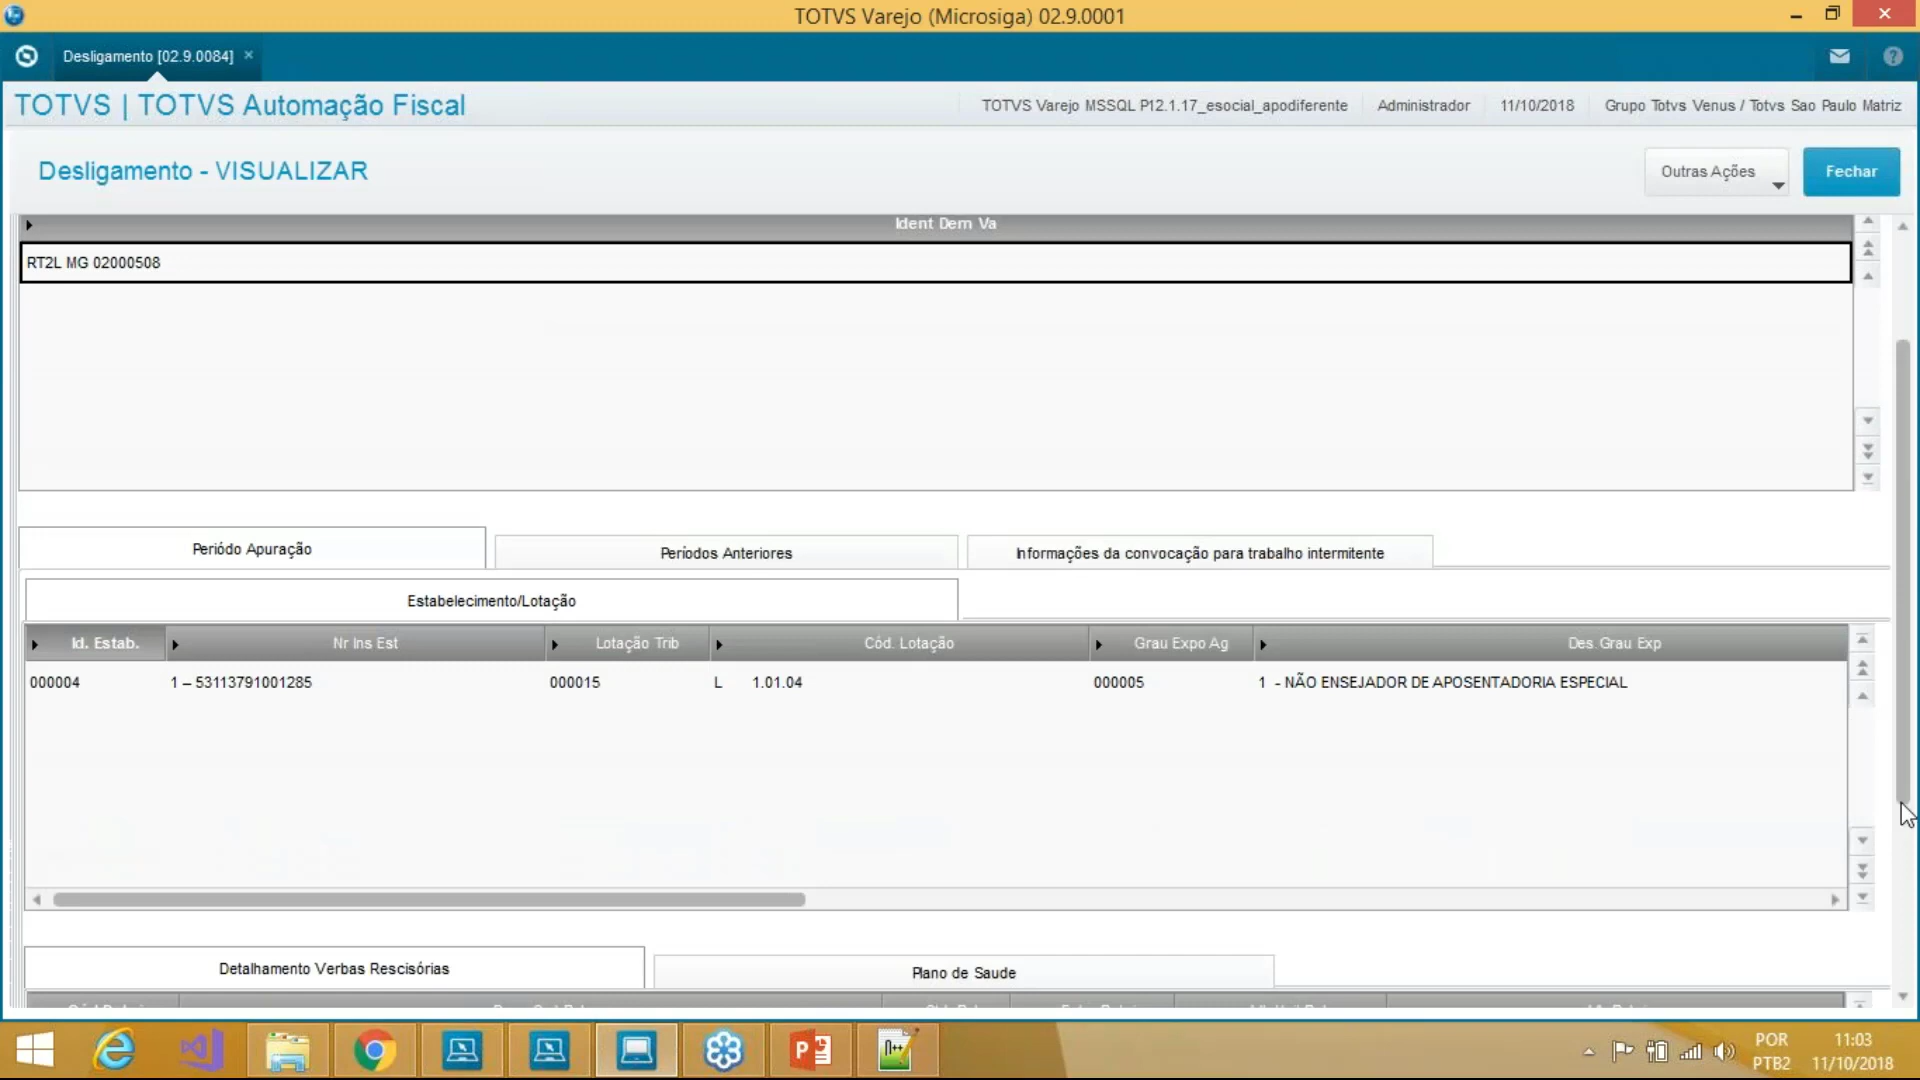 TOTVS Varejo (Microsiga) 02.9.0001
Desligamento [02.9.0084] ×
TOTVS | TOTVS Automação Fiscal
TOTVS Varejo MSSQL P12.1.17_esocial_apodiferente Administrador 11/10/2018 Grupo Totvs Venus / Totvs Sao Paulo Matriz
Desligamento - VISUALIZAR
Outras Ações
Fechar
Ident Dem Va
RT2L MG 02000508
Periódo Apuração
Períodos Anteriores
Informações da convocação para trabalho intermitente
Estabelecimento/Lotação
Id. Estab. Nr Ins Est Lotação Trib Cód. Lotação Grau Expo Ag Des.Grau Exp
000004 1 – 53113791001285 000015 L 1.01.04 000005 1 - NÃO ENSEJADOR DE APOSENTADORIA ESPECIAL
Detalhamento Verbas Rescisórias
Plano de Saude
POR 11:03
PTB2 11/10/2018